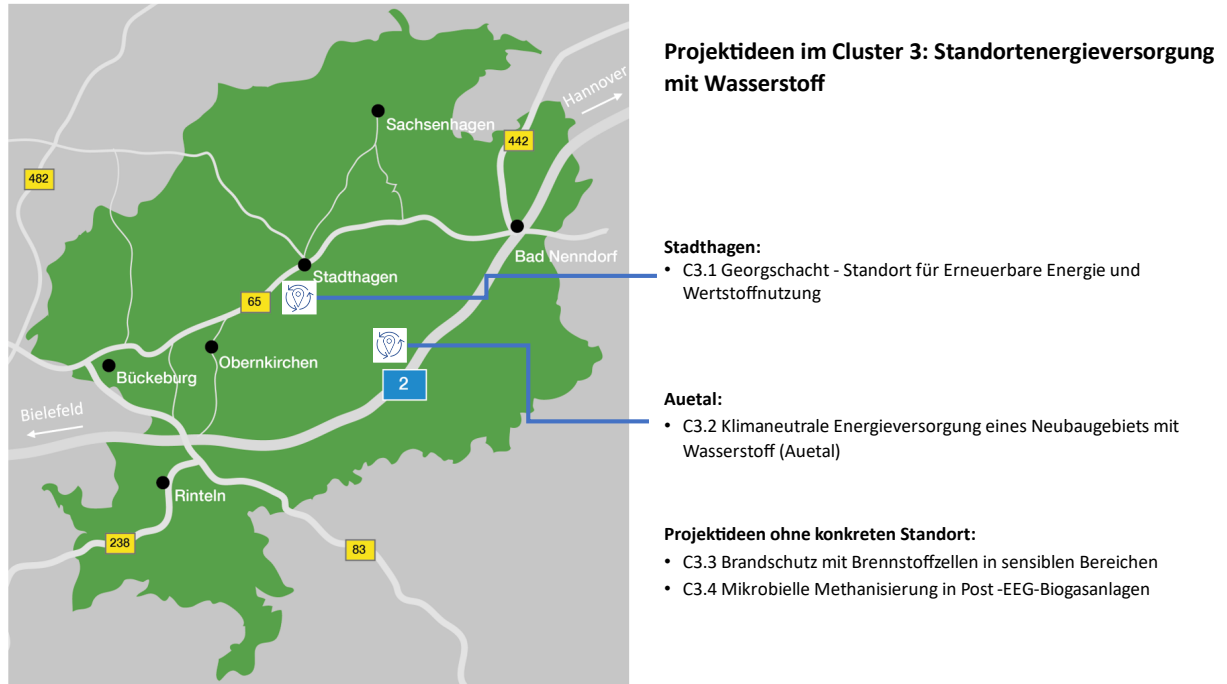 Projektideen im Cluster 3: Standortenergieversorgung
mit Wasserstoff
Hannover
Sachsenhagen
442
482
Bad Nenndorf
Stadthagen
65
Obernkirchen
Bückeburg
2
Bielefeld
Rinteln
238
83
Stadthagen:
• C3.1 Georgschacht - Standort für Erneuerbare Energie und
Wertstoffnutzung
Auetal:
• C3.2 Klimaneutrale Energieversorgung eines Neubaugebiets mit
Wasserstoff (Auetal)
Projektideen ohne konkreten Standort:
• C3.3 Brandschutz mit Brennstoffzellen in sensiblen Bereichen
• C3.4 Mikrobielle Methanisierung in Post -EEG-Biogasanlagen